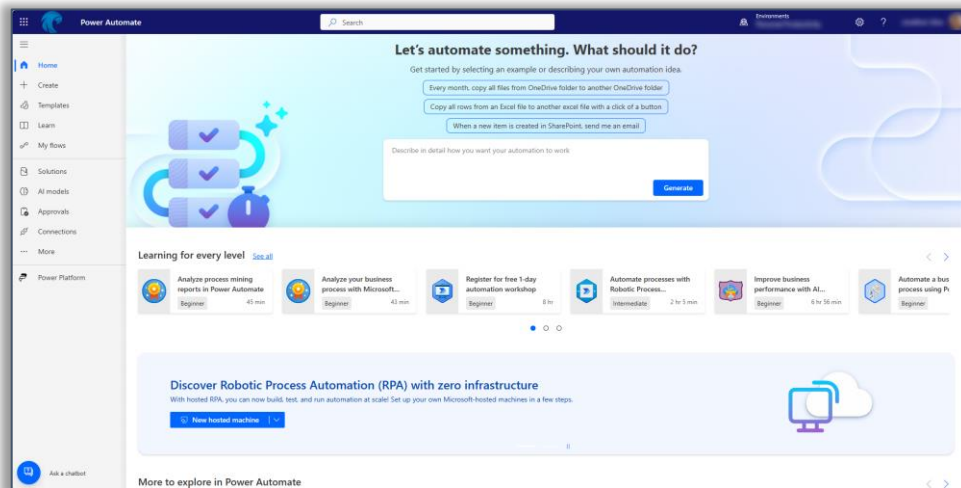 Power Automate
Search
Environments
?
Home
Create
Templates
Learn
My flows
Solutions
AI models
Approvals
Connections
More
Power Platform
Ask a chatbot
Let's automate something. What should it do?
Get started by selecting an example or describing your own automation idea.
Every month, copy all files from OneDrive folder to another OneDrive folder
Copy all rows from an Excel file to another excel file with a click of a button
When a new item is created in SharePoint, send me an email
Describe in detail how you want your automation to work
Generate
Learning for every level See all
Analyze process mining
reports in Power Automate
Beginner 45 min
Analyze your business
process with Microsoft...
Beginner 43 min
Register for free 1-day
automation workshop
Beginner 8 hr
Automate processes with
Robotic Process...
Intermediate 2 hr 5 min
Improve business
performance with AI...
Beginner 6 hr 56 min
Automate a bus
process using P
Beginner
Discover Robotic Process Automation (RPA) with zero infrastructure
With hosted RPA, you can now build, test, and run automation at scale! Set up your own Microsoft-hosted machines in a few steps.
New hosted machine
More to explore in Power Automate